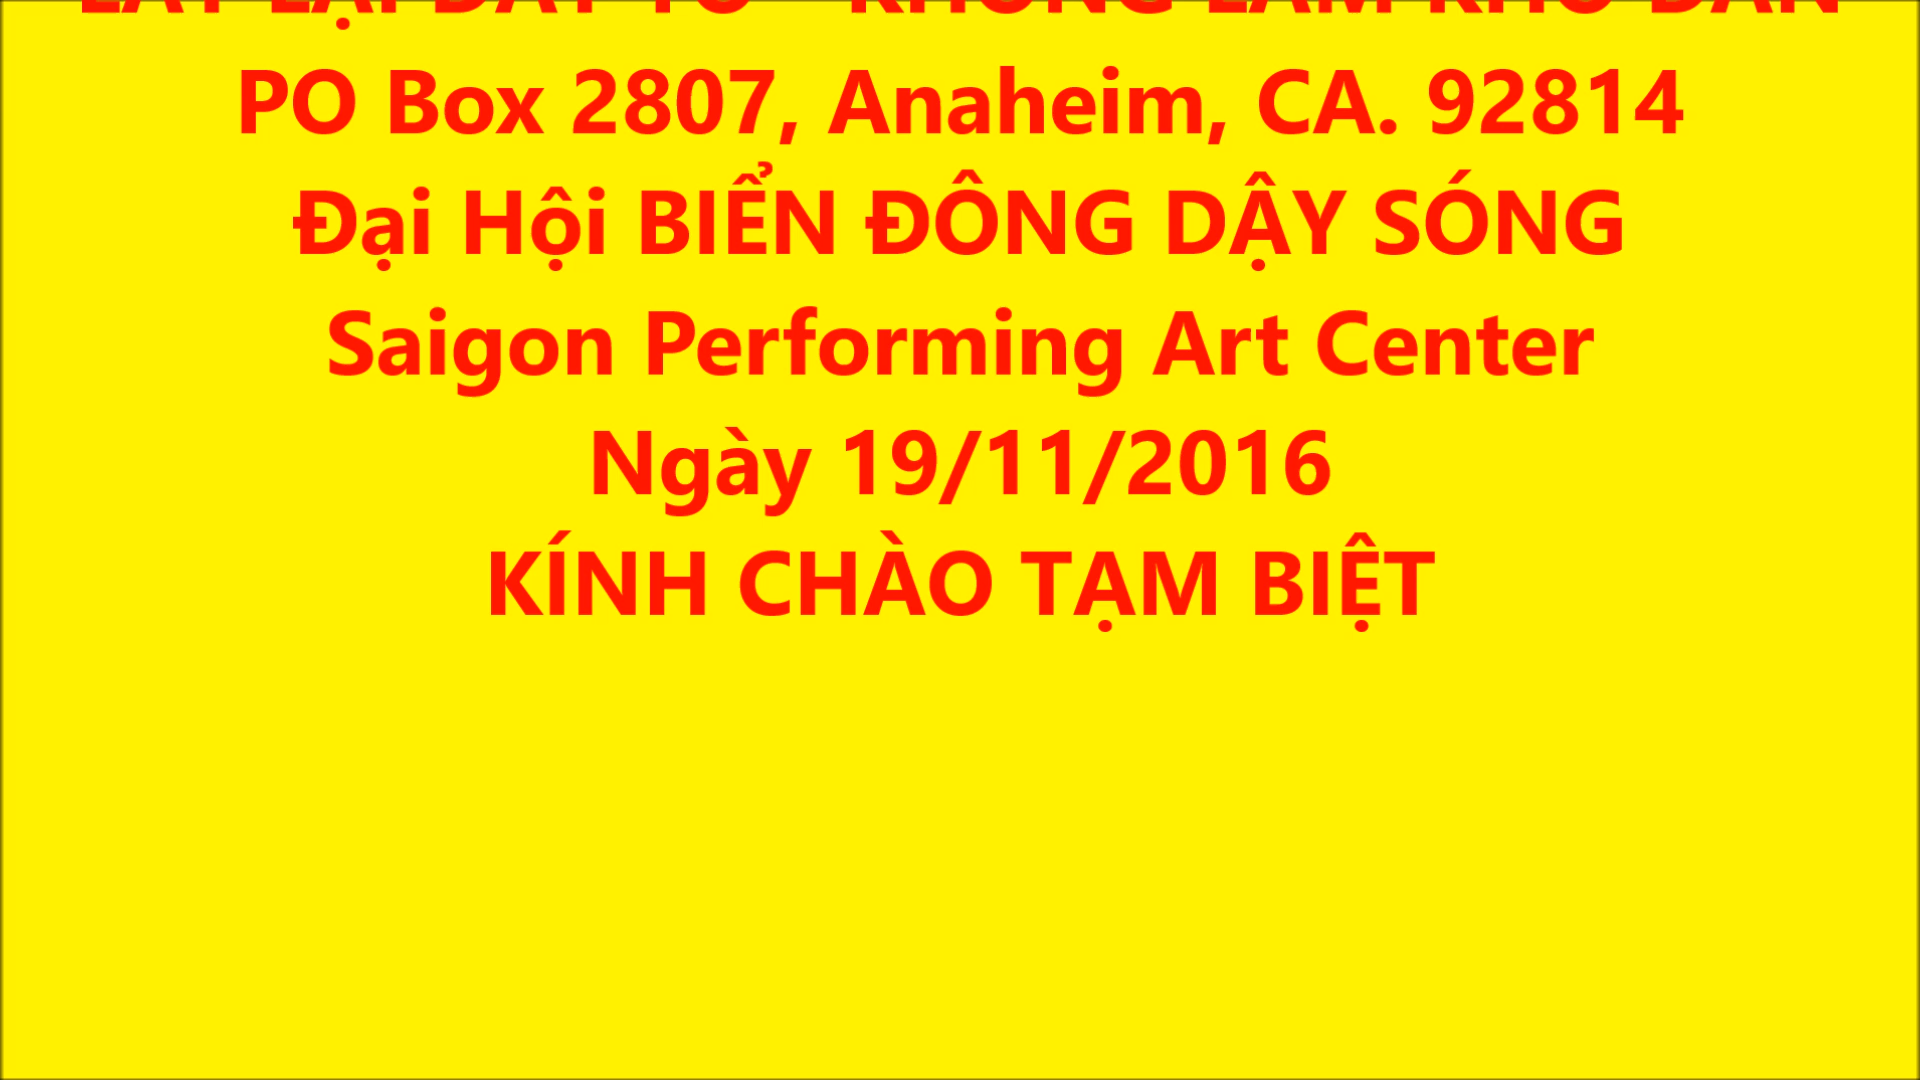 PO Box 2807, Anaheim, CA. 92814
Đại Hội BIỂN ĐÔNG DẬY SÓNG
Saigon Performing Art Center
Ngày 19/11/2016
KÍNH CHÀO TẠM BIỆT